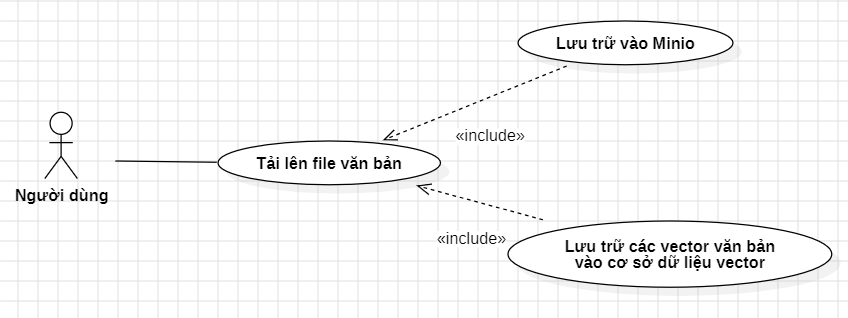 Lưu trữ vào Minio
«include»
Tải lên file văn bản
Người dùng
«include»
Lưu trữ các vector văn bản
vào cơ sở dữ liệu vector